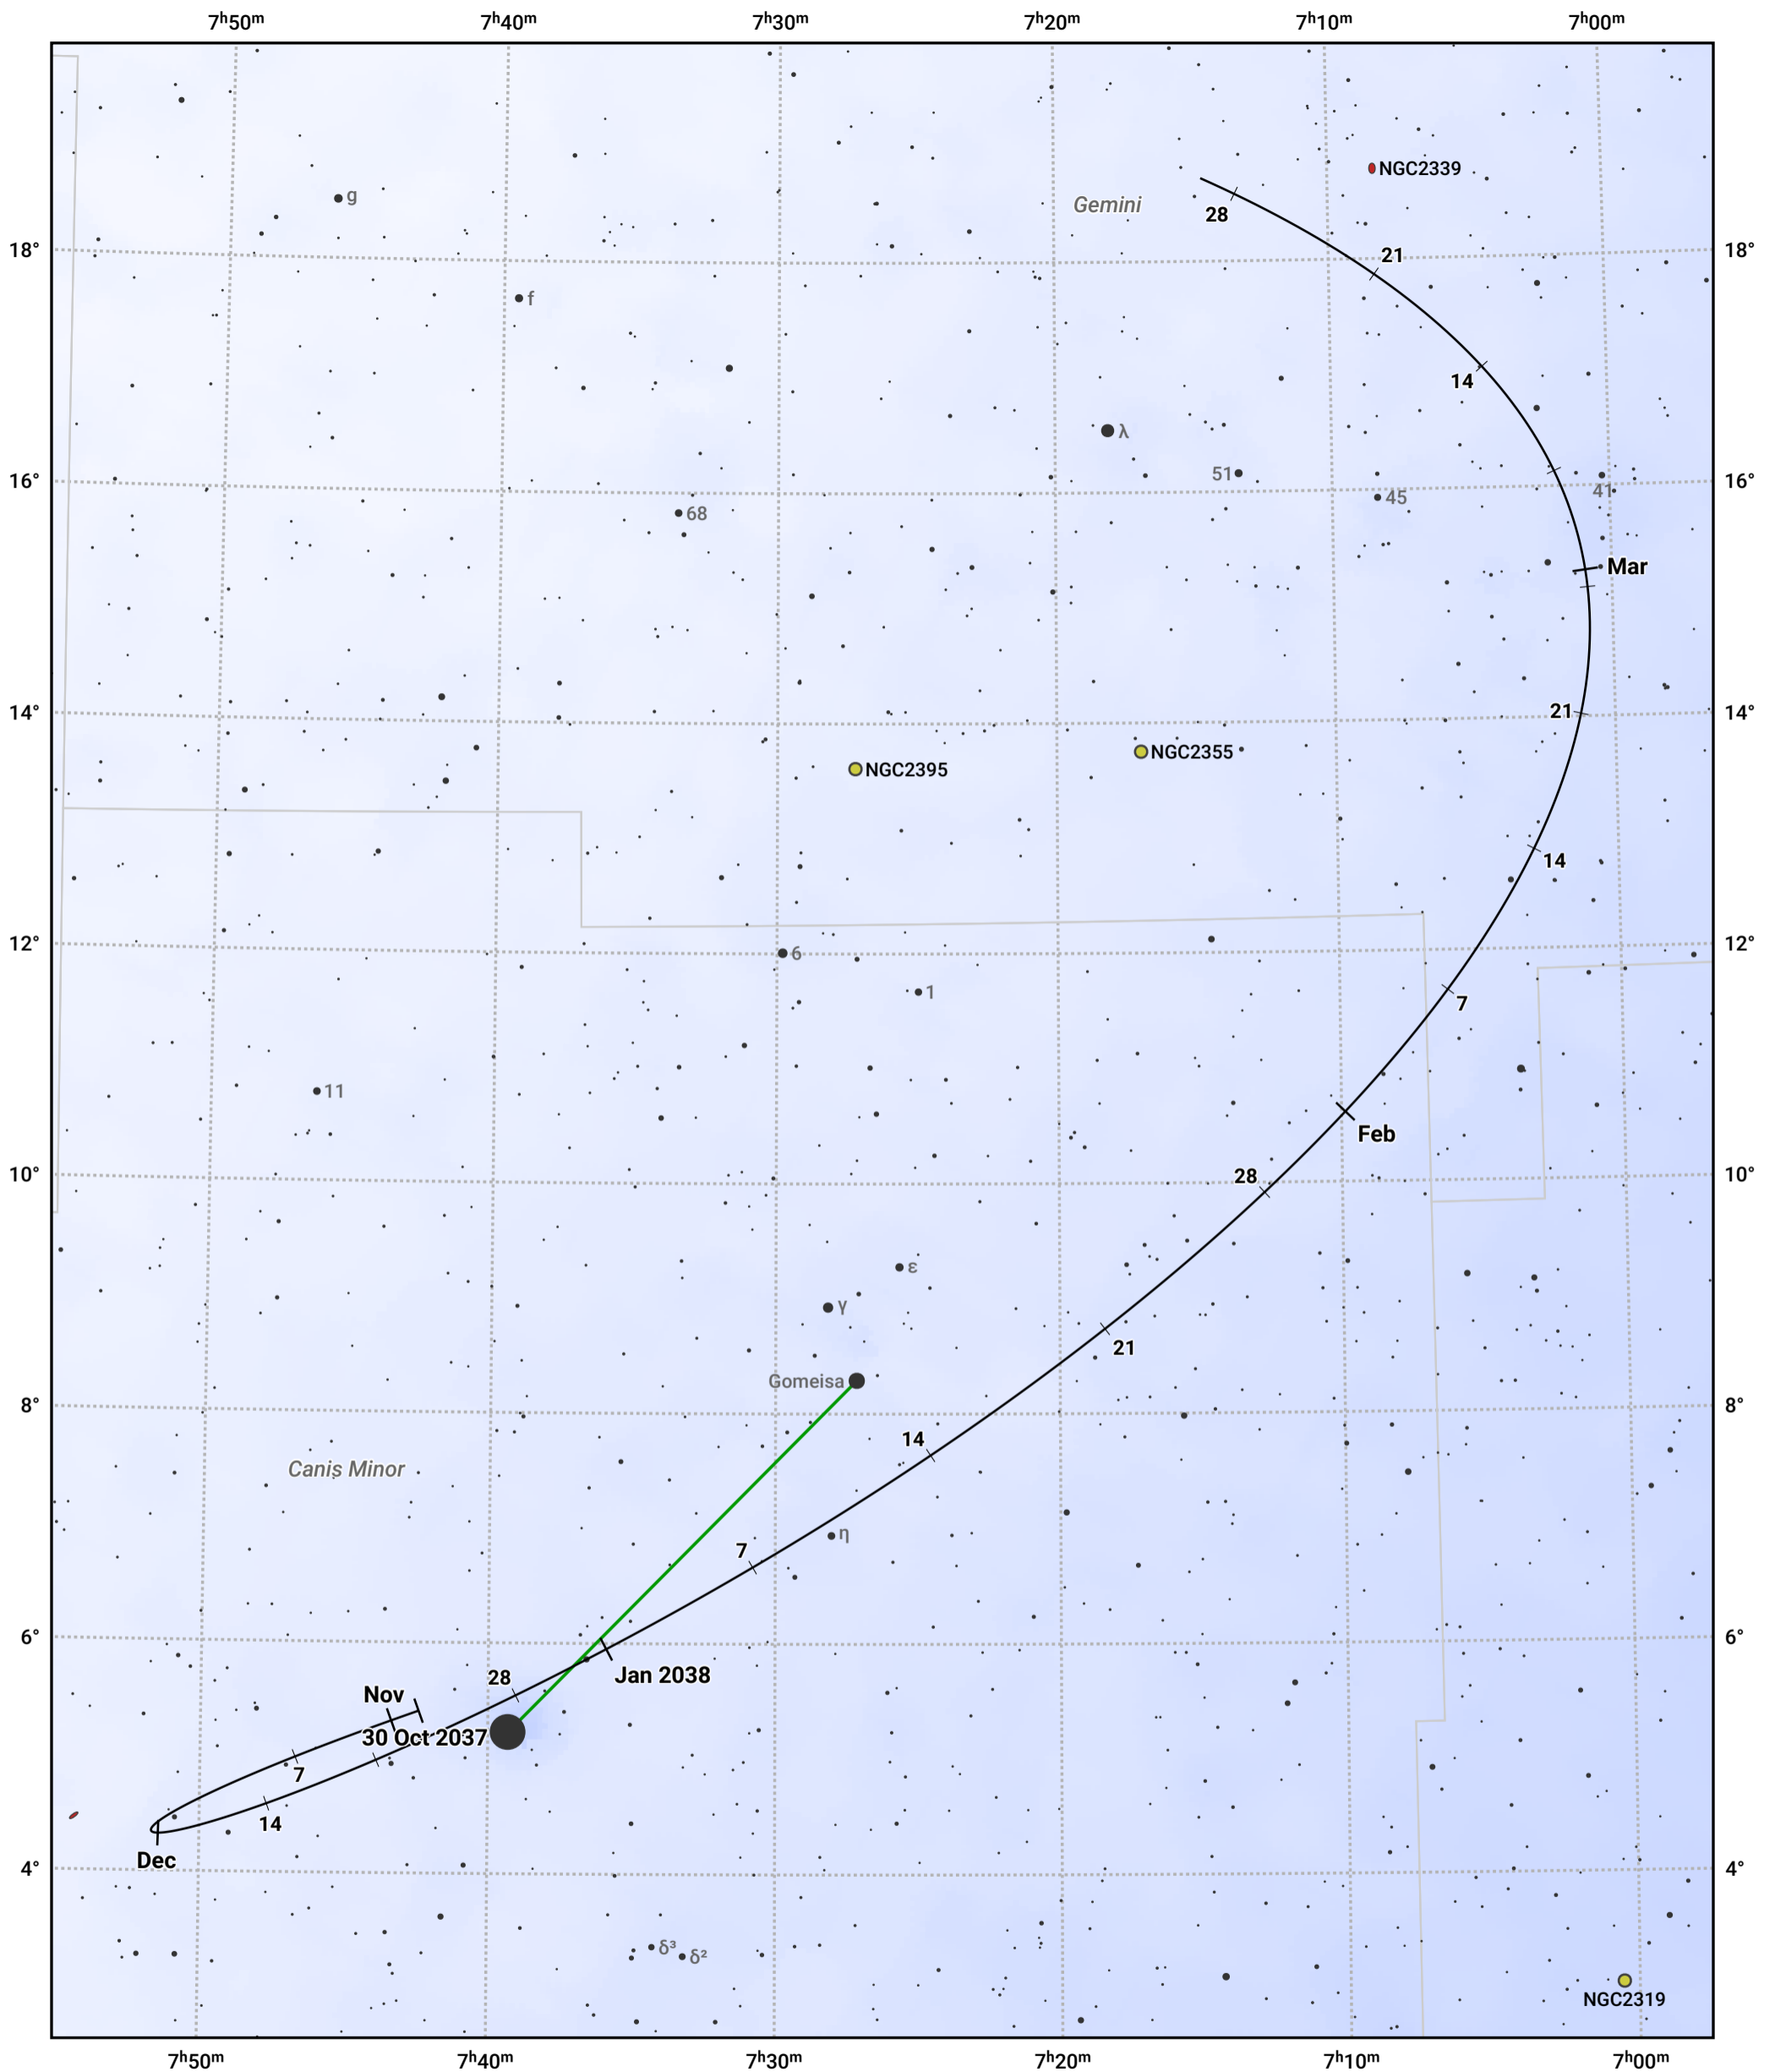 7h50m 7h40m 7h30m 7h20m 7h10m 7h00m
NGC2339
g
Gemini
28
18° 21 18°
f
14
λ
16° 51 45 41 16°
68
Mar
14° 21 14°
NGC2395 NGC2355
14
12° 6 12°
1
7
11
Feb
10° 28 10°
ε
γ
21
Gomeisa
8° 8°
14
Canis Minor
7 η
6° 6°
28 Jan 2038
Nov
30 Oct 2037
7
14
Dec
4° 4°
δ³ δ²
NGC2319
7h50m 7h40m 7h30m 7h20m 7h10m 7h00m